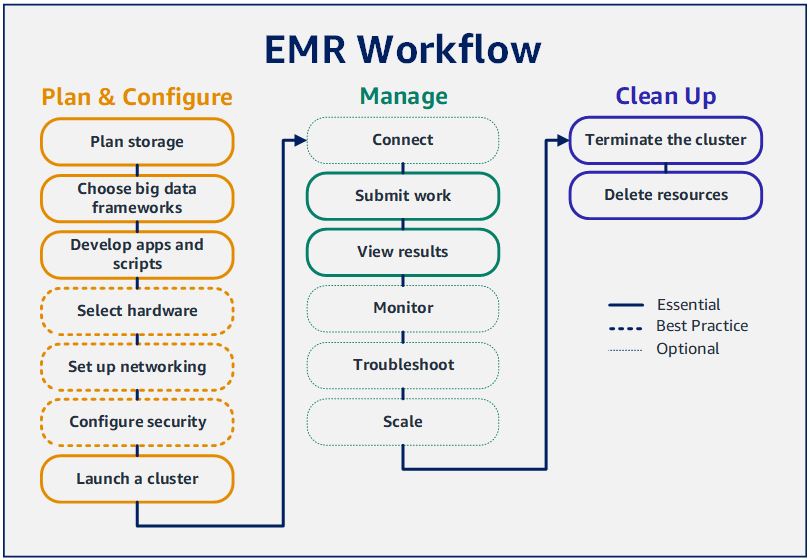 EMR Workflow
Plan & Configure
Plan storage
Choose big data
frameworks
Develop apps and
scripts
Select hardware
Set up networking
Configure security
Launch a cluster
Manage
Connect
Submit work
View results
Monitor
Troubleshoot
Scale
Clean Up
Terminate the cluster
Delete resources
Essential
Best Practice
Optional